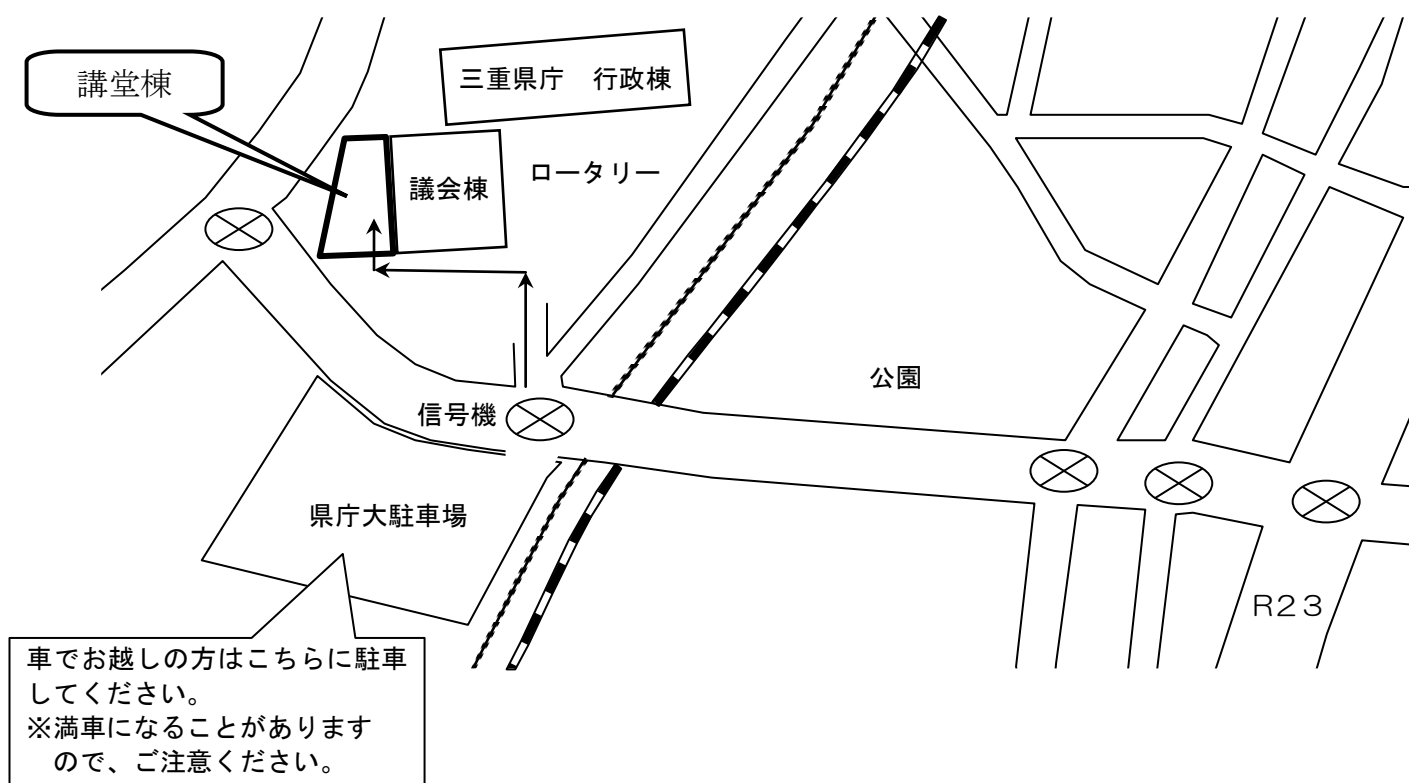 三重県庁　行政棟
講堂棟
ロータリー
議会棟
公園
信号機
県庁大駐車場
R23
車でお越しの方はこちらに駐車
してください。
※満車になることがあります
ので、ご注意ください。